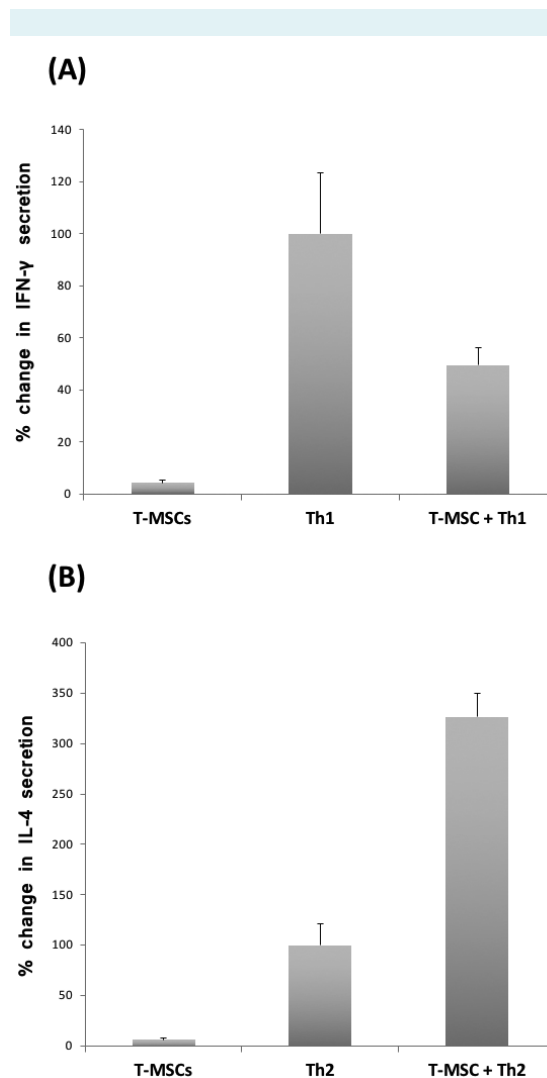 (A)
% change in IFN-γ secretion
140
120
100
80
60
40
20
0
T-MSCs Th1 T-MSC + Th1
(B)
% change in IL-4 secretion
400
350
300
250
200
150
100
50
0
T-MSCs Th2 T-MSC + Th2